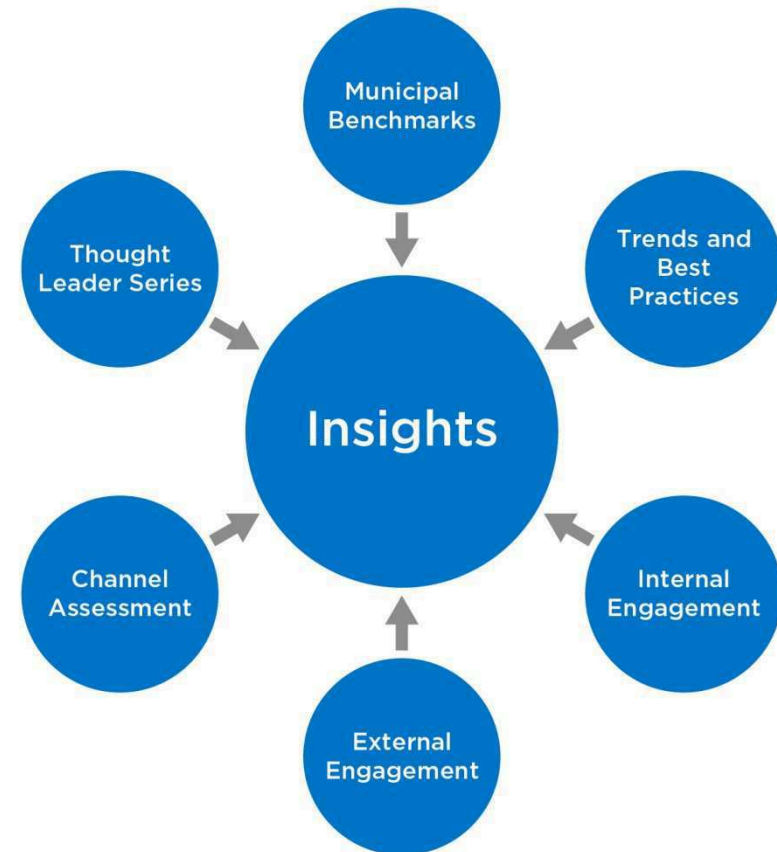 Municipal
Benchmarks
Thought
Leader Series
Trends and
Best
Practices
Insights
Channel
Assessment
Internal
Engagement
External
Engagement